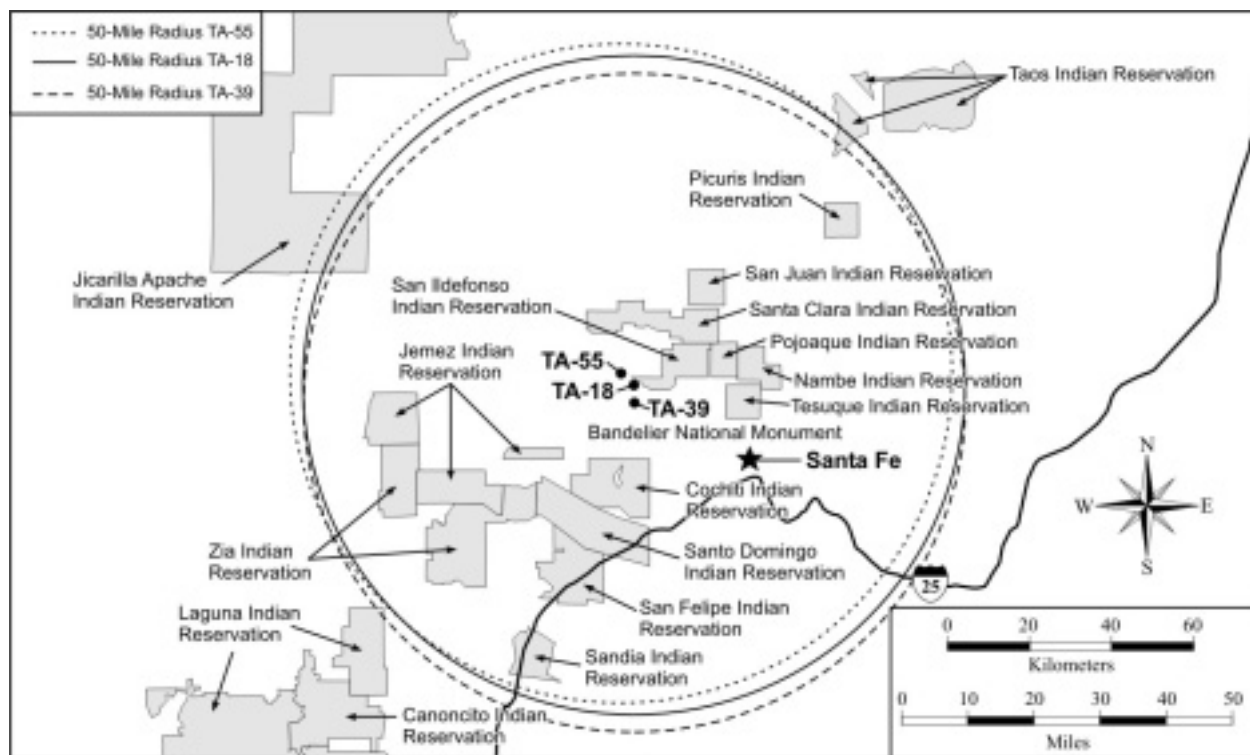 50-Mile Radius TA-55
50-Mile Radius TA-18
50-Mile Radius TA-39
Taos Indian Reservation
Picuris Indian
Reservation
Jicarilla Apache
Indian Reservation
San Ildefonso
Indian Reservation
San Juan Indian Reservation
Santa Clara Indian Reservation
Pojoaque Indian Reservation
Jemez Indian
Reservation
TA-55
TA-18
TA-39
Nambe Indian Reservation
Tesuque Indian Reservation
Bandelier National Monument
Santa Fe
N
W
E
S
Cochiti Indian
Reservation
Zia Indian
Reservation
Santo Domingo
Indian Reservation
25
Laguna Indian
Reservation
San Felipe Indian
Reservation
Sandia Indian
Reservation
Canoncito Indian
Reservation
0 20 40 60
Kilometers
0 10 20 30 40 50
Miles